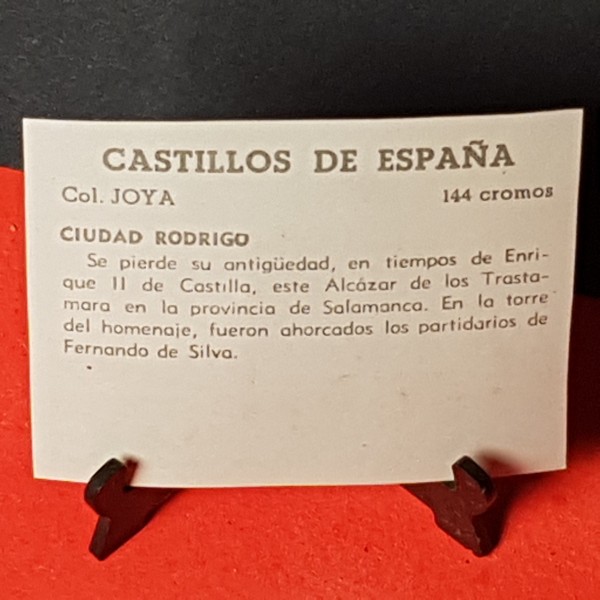 CASTILLOS DE ESPAÑA
Col. JOYA 144 cromos
CIUDAD RODRIGO
Se pierde su antigüedad, en tiempos de Enri-
que II de Castilla, este Alcázar de los Trasta-
mara en la provincia de Salamanca. En la torre
del homenaje, fueron ahorcados los partidarios de
Fernando de Silva.